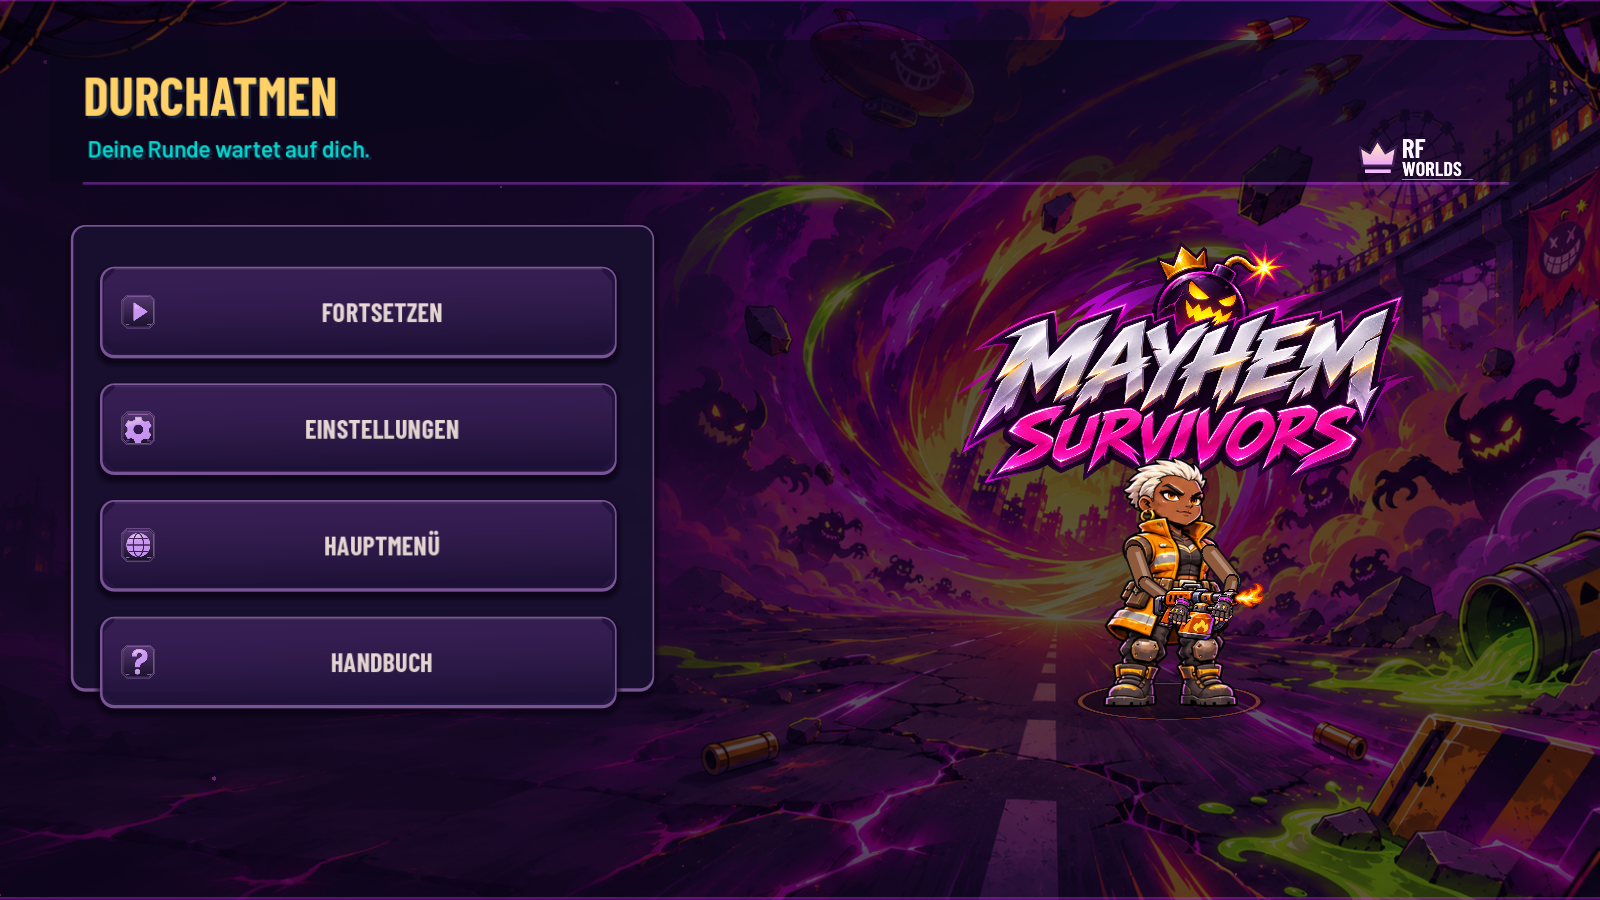 DURCHATMEN
Deine Runde wartet auf dich.
RF
WORLDS
FORTSETZEN
EINSTELLUNGEN
HAUPTMENÜ
HANDBUCH
MAYHEM
SURVIVORS